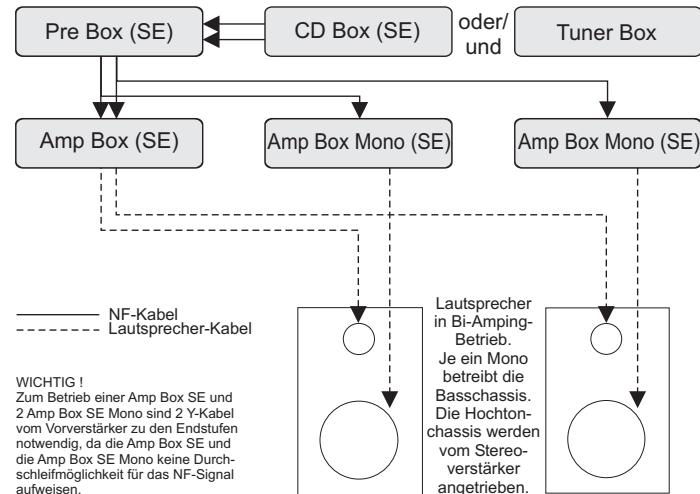 Pre Box (SE)
CD Box (SE)
oder/
und
Tuner Box
Amp Box (SE)
Amp Box Mono (SE)
Amp Box Mono (SE)
NF-Kabel
Lautsprecher-Kabel
WICHTIG !
Zum Betrieb einer Amp Box SE und
2 Amp Box SE Mono sind 2 Y-Kabel
vom Vorverstärker zu den Endstufen
notwendig, da die Amp Box SE und
die Amp Box SE Mono keine Durch-
schleifmöglichkeit für das NF-Signal
aufweisen.
Lautsprecher
in Bi-Amping-
Betrieb.
Je ein Mono
betreibt die
Basschassis.
Die Hochton-
chassis werden
vom Stereo-
verstärker
angetrieben.